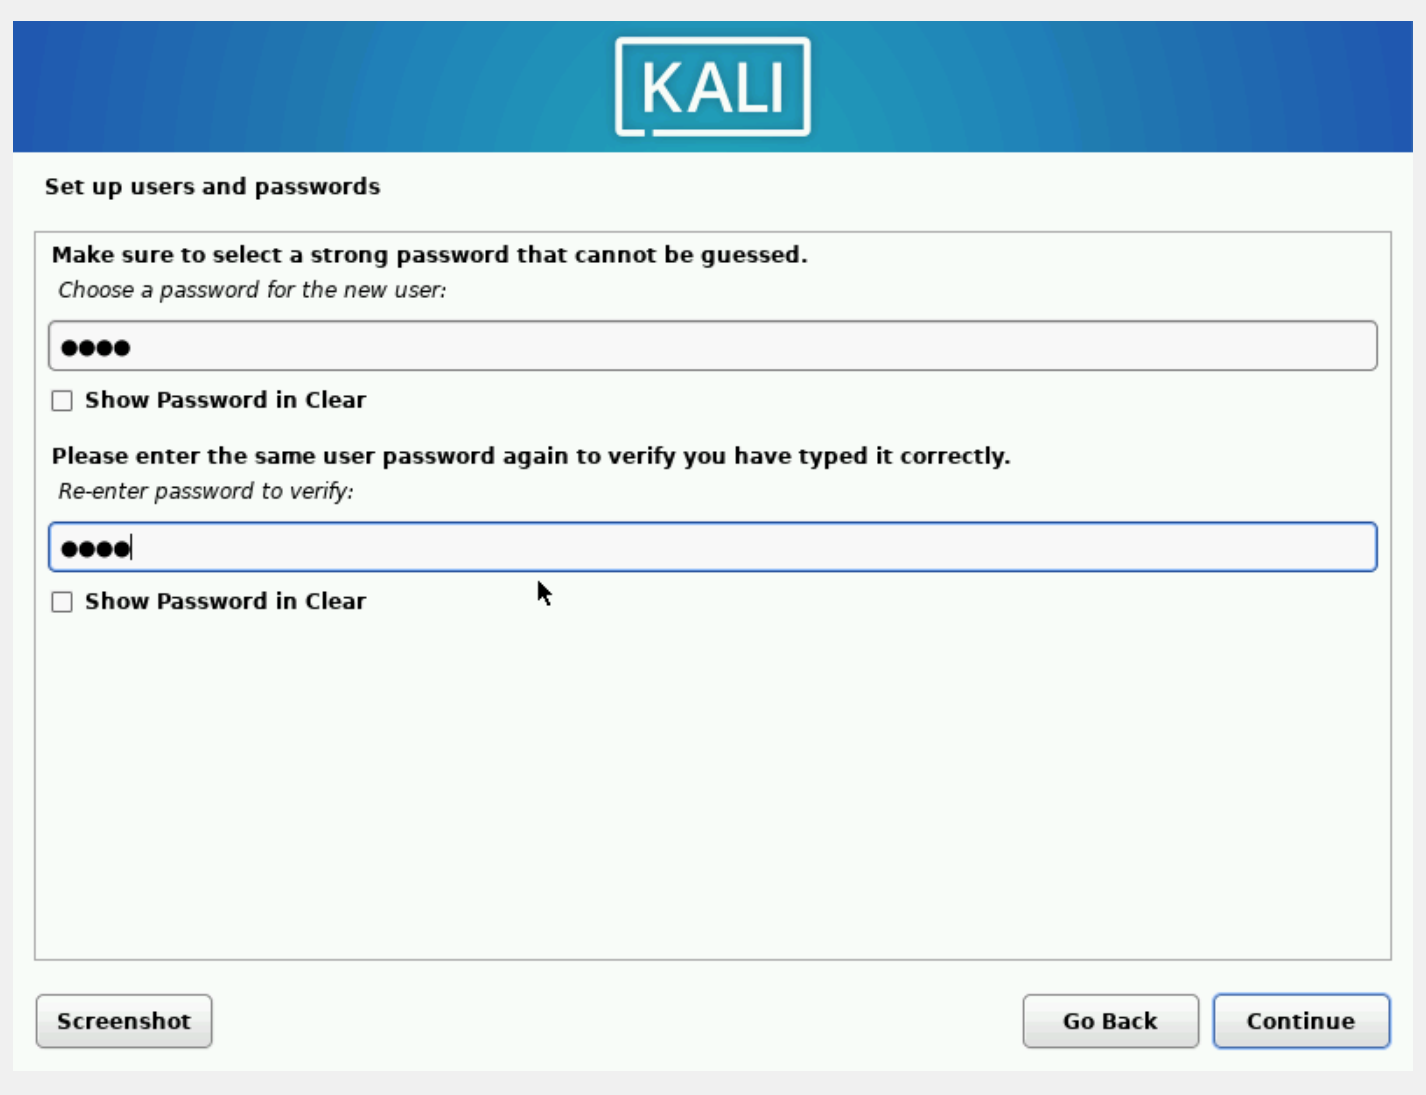 KALI
Set up users and passwords
Make sure to select a strong password that cannot be guessed.
Choose a password for the new user:
●●●●
Show Password in Clear
Please enter the same user password again to verify you have typed it correctly.
Re-enter password to verify:
●●●●
Show Password in Clear
Screenshot
Go Back
Continue